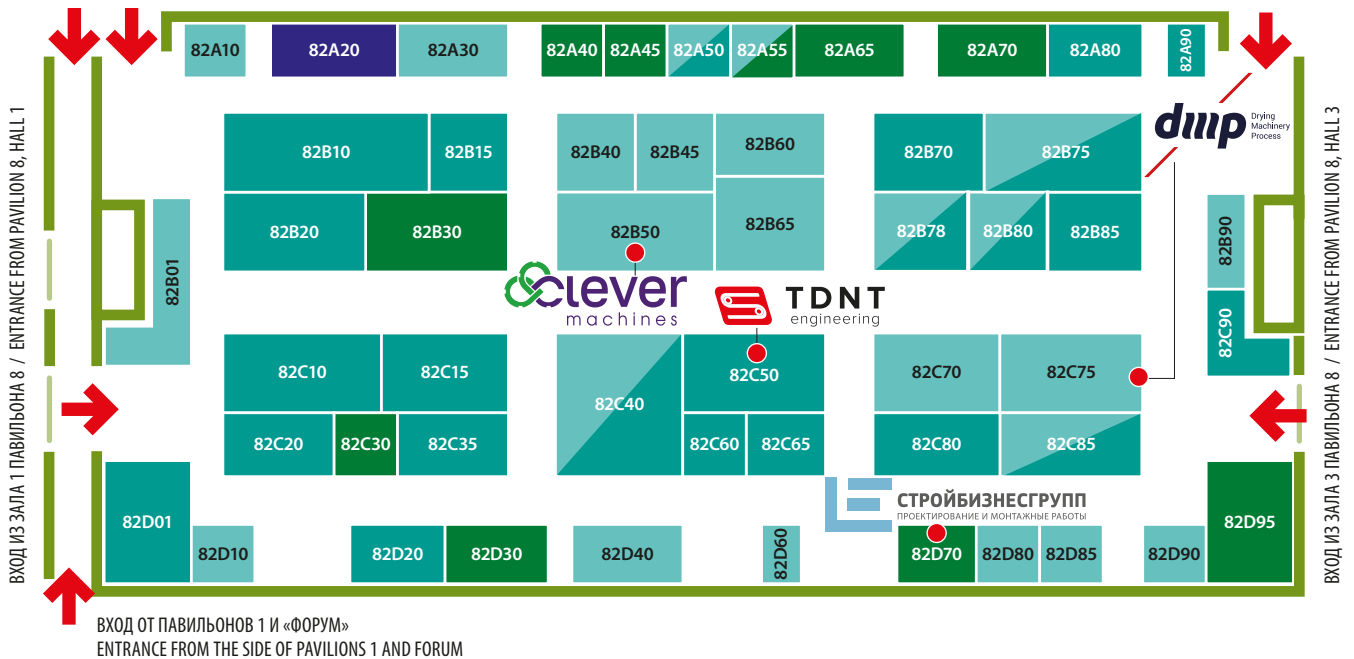 82A10
82A20
82A30
82A40
82A45
82A50
82A55
82A65
82A70
82A80
82A90
ВХОД ИЗ ЗАЛА 1 ПАВИЛЬОНА 8 / ENTRANCE FROM PAVILION 8, HALL 1
dmp
Drying
Machinery
Process
82B10
82B15
82B40
82B45
82B60
82B70
82B75
82B20
82B30
82B50
82B65
82B78
82B80
82B85
82B90
82B01
clever
machines
TDNT
engineering
82C90
82C10
82C15
82C40
82C50
82C70
82C75
82C20
82C30
82C35
82C60
82C65
82C80
82C85
СТРОЙБИЗНЕСГРУПП
ПРОЕКТИРОВАНИЕ И МОНТАЖНЫЕ РАБОТЫ
82D01
82D10
82D20
82D30
82D40
82D60
82D70
82D80
82D85
82D90
82D95
ВХОД ИЗ ЗАЛА 3 ПАВИЛЬОНА 8 / ENTRANCE FROM PAVILION 8, HALL 3
ВХОД ОТ ПАВИЛЬОНОВ 1 И «ФОРУМ»
ENTRANCE FROM THE SIDE OF PAVILIONS 1 AND FORUM